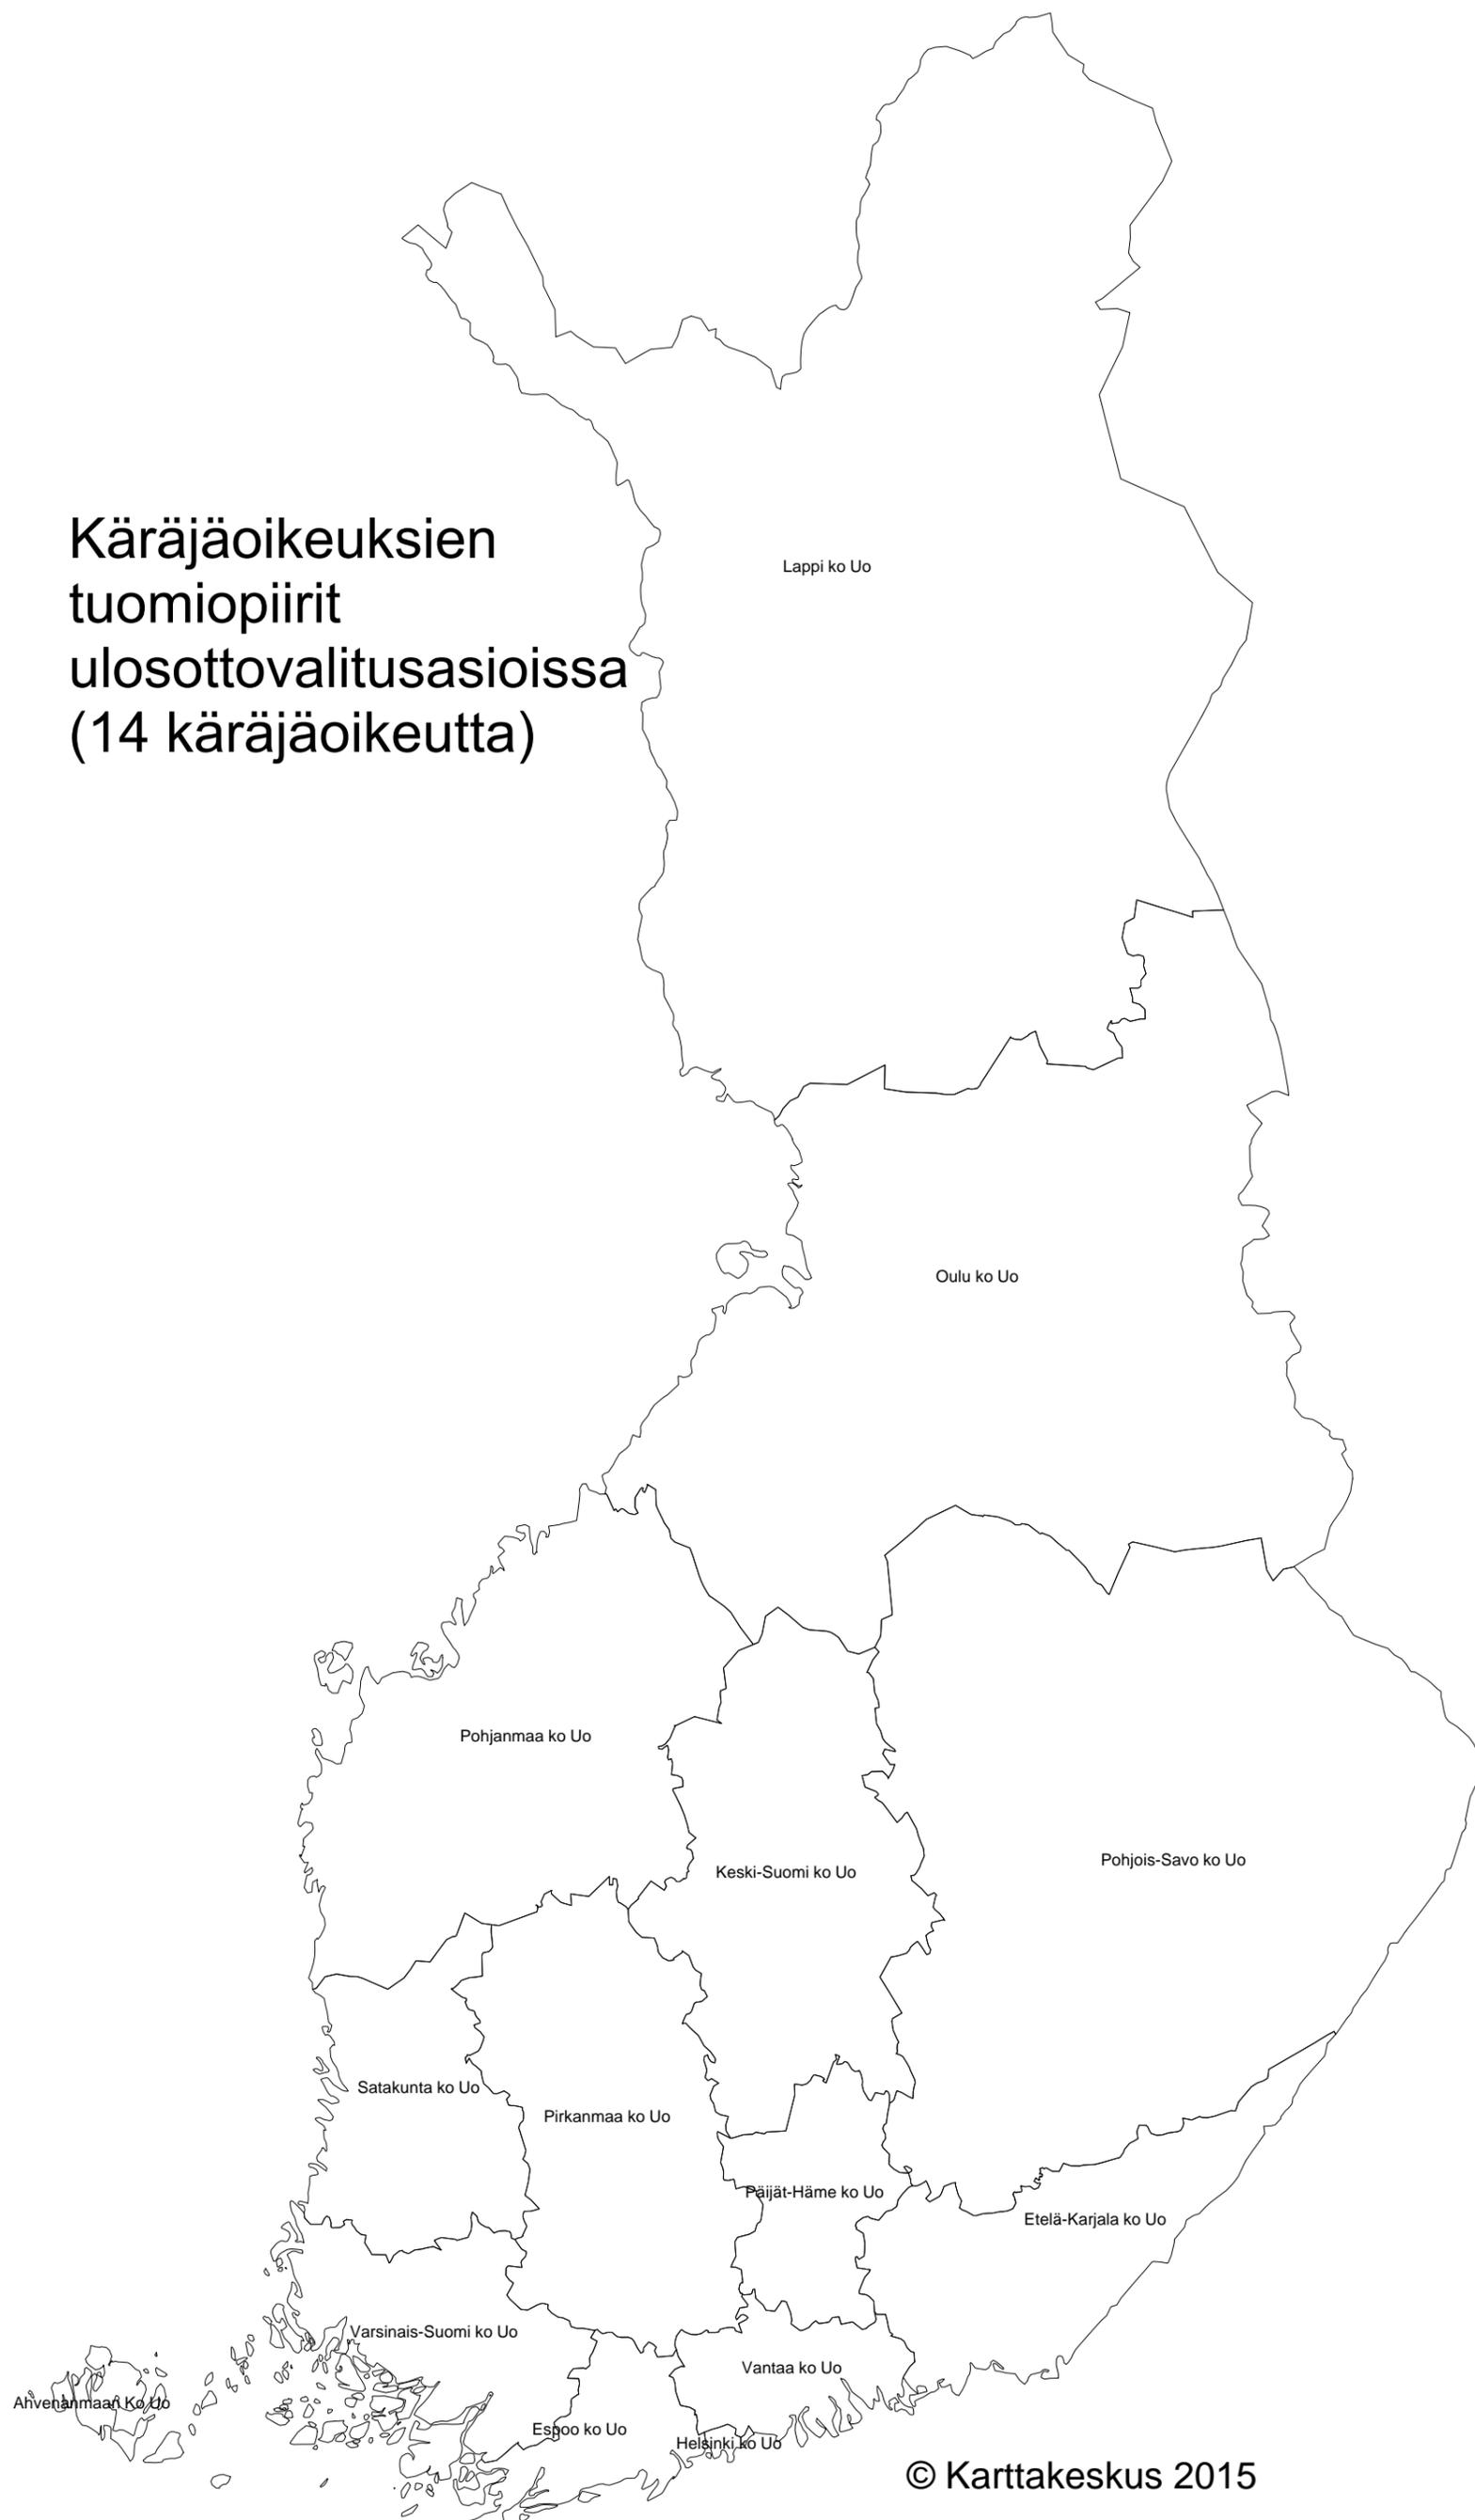 Käräjäoikeuksien
tuomiopiirit
ulosottovalitusasioissa
(14 käräjäoikeutta)
Lappi ko Uo
Oulu ko Uo
Pohjanmaa ko Uo
Pohjois-Savo ko Uo
Keski-Suomi ko Uo
Satakunta ko Uo
Pirkanmaa ko Uo
Päijät-Häme ko Uo
Etelä-Karjala ko Uo
Varsinais-Suomi ko Uo
Vantaa ko Uo
Ahvenanmaan Ko Uo
Espoo ko Uo
Helsinki ko Uo
© Karttakeskus 2015